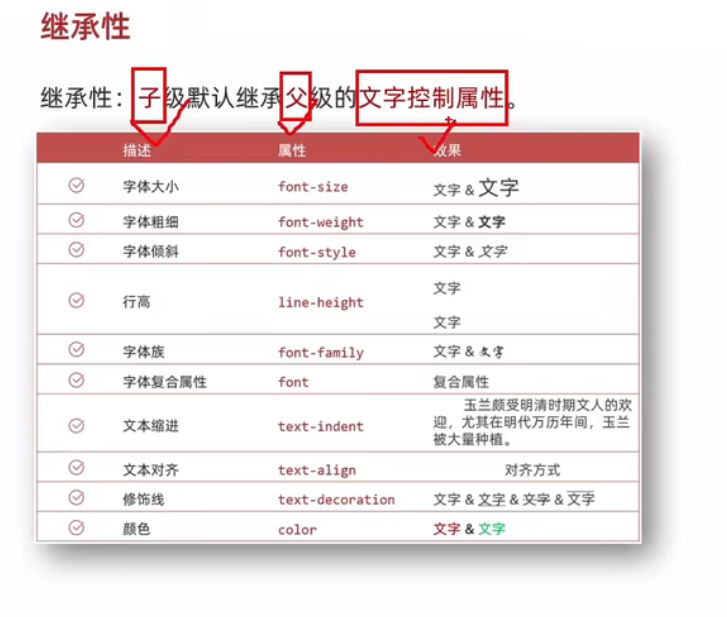 继承性
继承性：子级默认继承父级的文字控制属性。
描述 属性 效果
字体大小 font-size 文字 & 文字
字体粗细 font-weight 文字 & 文字
字体倾斜 font-style 文字 & 文字
文字
行高 line-height
文字
字体族 font-family 文字 & 文字
字体复合属性 font 复合属性
玉兰颇受明清时期文人的欢
文本缩进 text-indent 迎，尤其在明代万历年间，玉兰
被大量种植。
文本对齐 text-align 对齐方式
修饰线 text-decoration 文字 & 文字 & 文字 & 文字
颜色 color 文字 & 文字